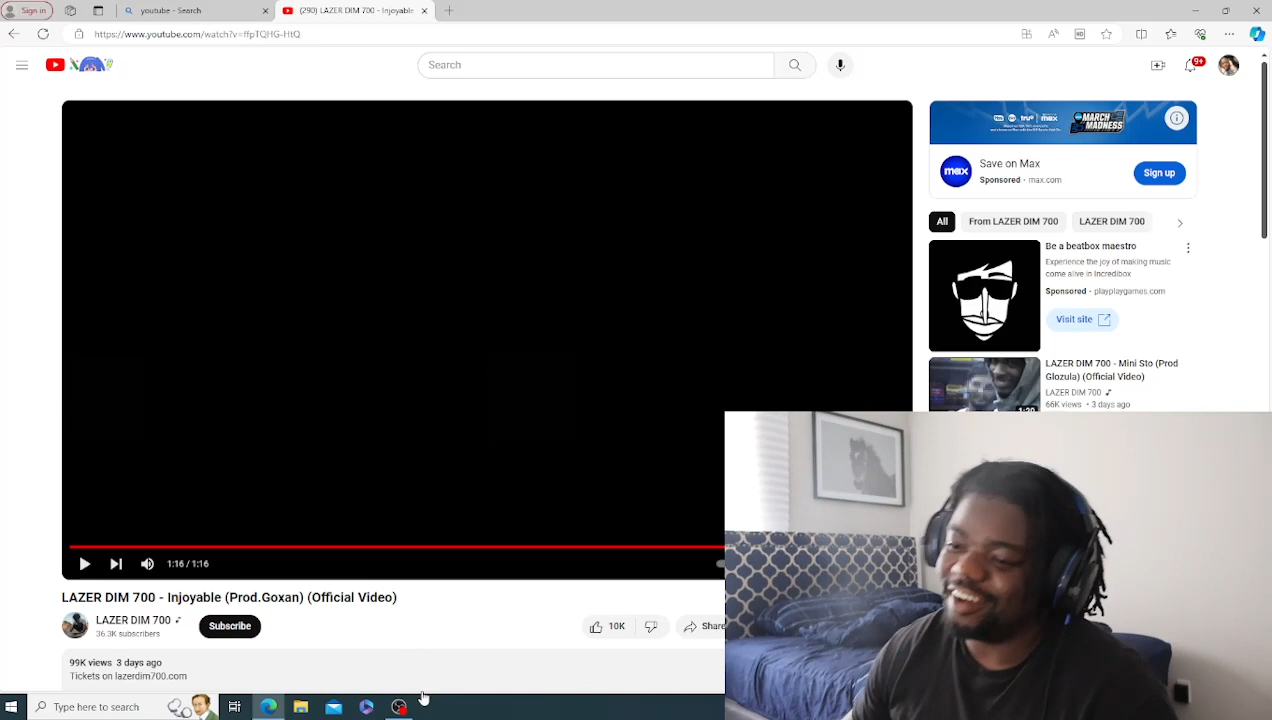 Sign in
youtube - Search
(290) LAZER DIM 700 - Injoyable
https://www.youtube.com/watch?v=ffpTQHG-HtQ
Search
9+
MARCH MADNESS
max
Save on Max
Sponsored · max.com
Sign up
All
From LAZER DIM 700
LAZER DIM 700
Be a beatbox maestro
Experience the joy of making music
come alive in Incredibox
Sponsored · playplaygames.com
Visit site
LAZER DIM 700 - Mini Sto (Prod
Glozula) (Official Video)
LAZER DIM 700
66K views · 3 days ago
1:16 / 1:16
LAZER DIM 700 - Injoyable (Prod.Goxan) (Official Video)
LAZER DIM 700
36.3K subscribers
Subscribe
10K
Share
99K views 3 days ago
Tickets on lazerdim700.com
Type here to search